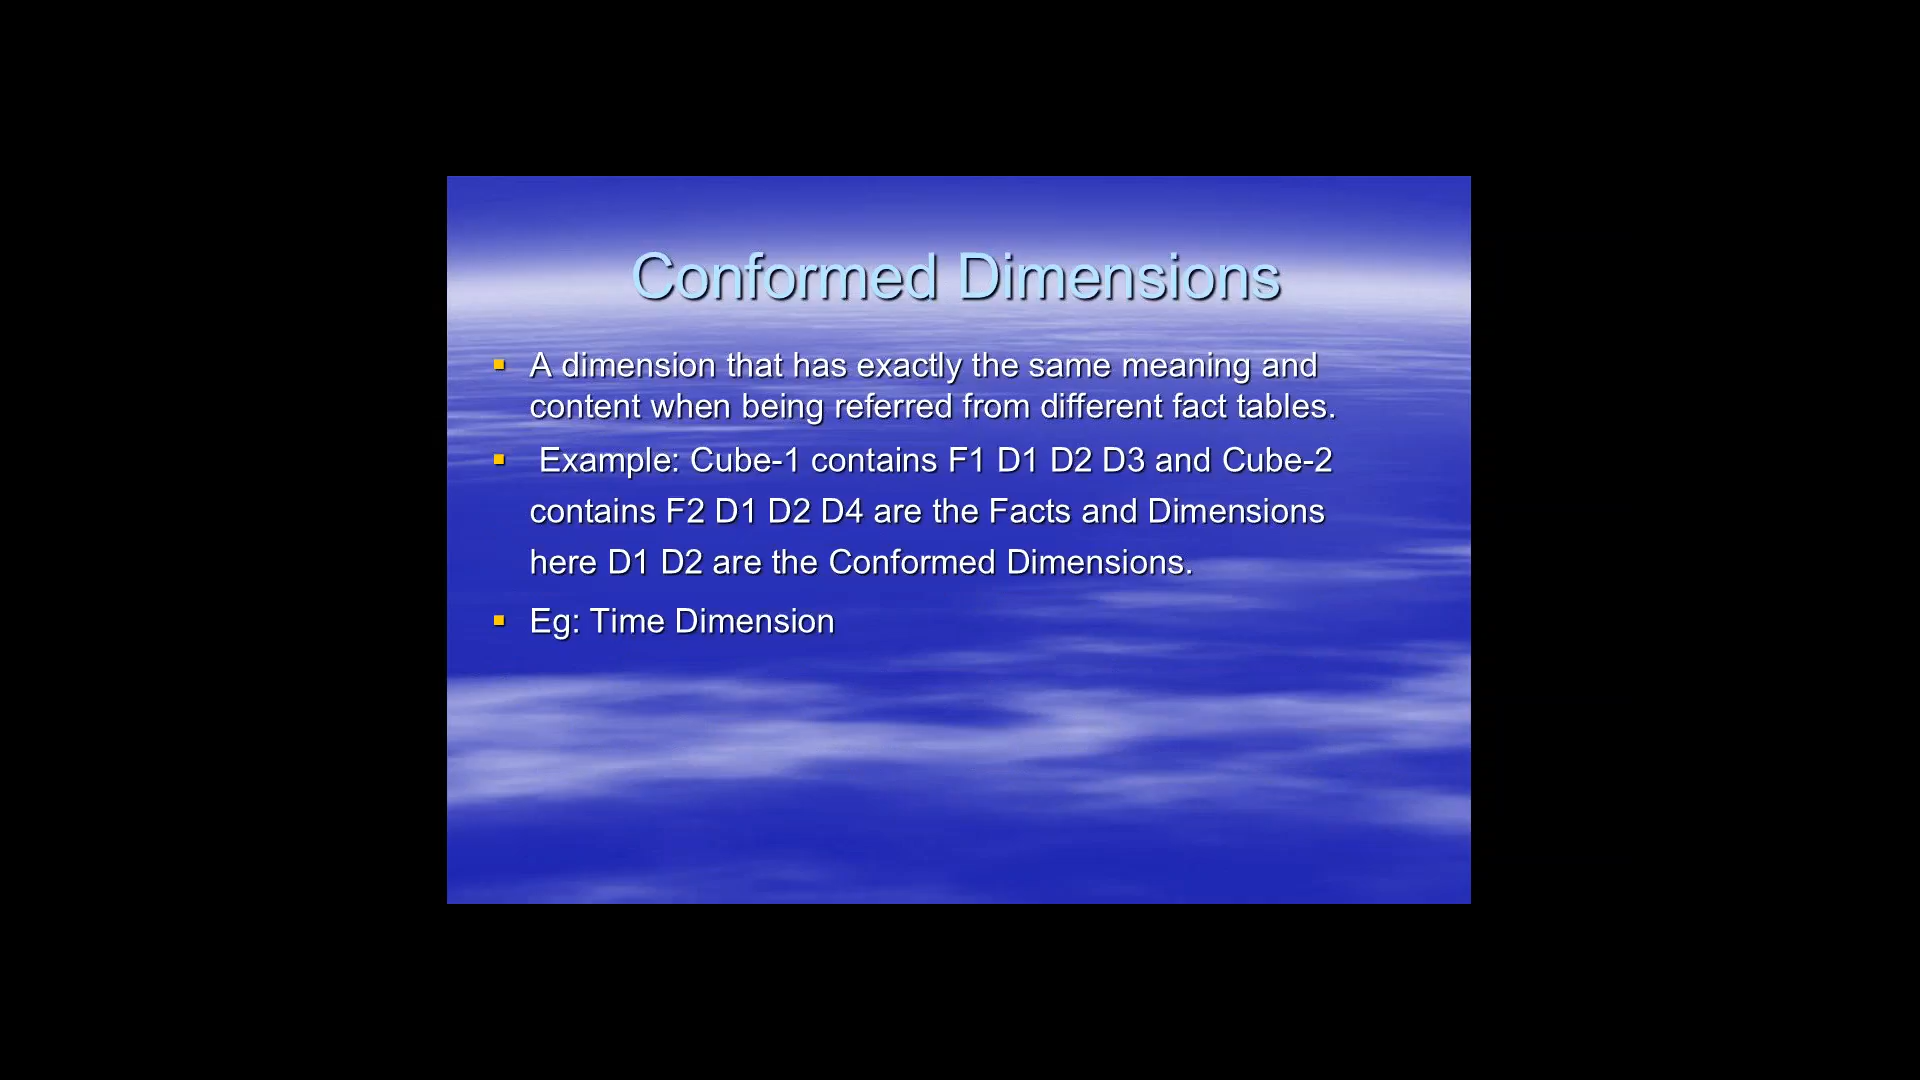 Conformed Dimensions
A dimension that has exactly the same meaning and
content when being referred from different fact tables.
Example: Cube-1 contains F1 D1 D2 D3 and Cube-2
contains F2 D1 D2 D4 are the Facts and Dimensions
here D1 D2 are the Conformed Dimensions.
Eg: Time Dimension